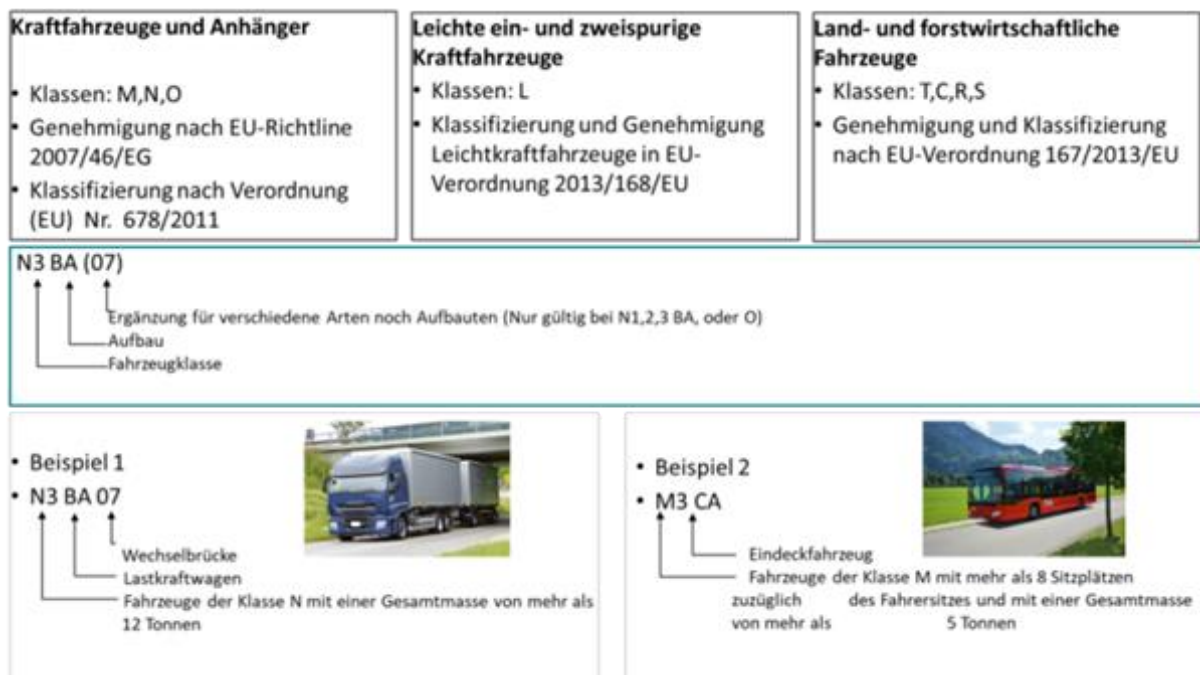 Kraftfahrzeuge und Anhänger
• Klassen: M,N,O
• Genehmigung nach EU-Richtline
2007/46/EG
• Klassifizierung nach Verordnung
(EU) Nr. 678/2011
Leichte ein- und zweispurige
Kraftfahrzeuge
• Klassen: L
• Klassifizierung und Genehmigung
Leichtkraftfahrzeuge in EU-
Verordnung 2013/168/EU
Land- und forstwirtschaftliche
Fahrzeuge
• Klassen: T,C,R,S
• Genehmigung und Klassifizierung
nach EU-Verordnung 167/2013/EU
N3 BA (07)
Ergänzung für verschiedene Arten noch Aufbauten (Nur gültig bei N1,2,3 BA, oder O)
Aufbau
Fahrzeugklasse
• Beispiel 1
• N3 BA 07
Wechselbrücke
Lastkraftwagen
Fahrzeuge der Klasse N mit einer Gesamtmasse von mehr als
12 Tonnen
• Beispiel 2
• M3 CA
Eindeckfahrzeug
Fahrzeuge der Klasse M mit mehr als 8 Sitzplätzen
zuzüglich des Fahrersitzes und mit einer Gesamtmasse
von mehr als 5 Tonnen